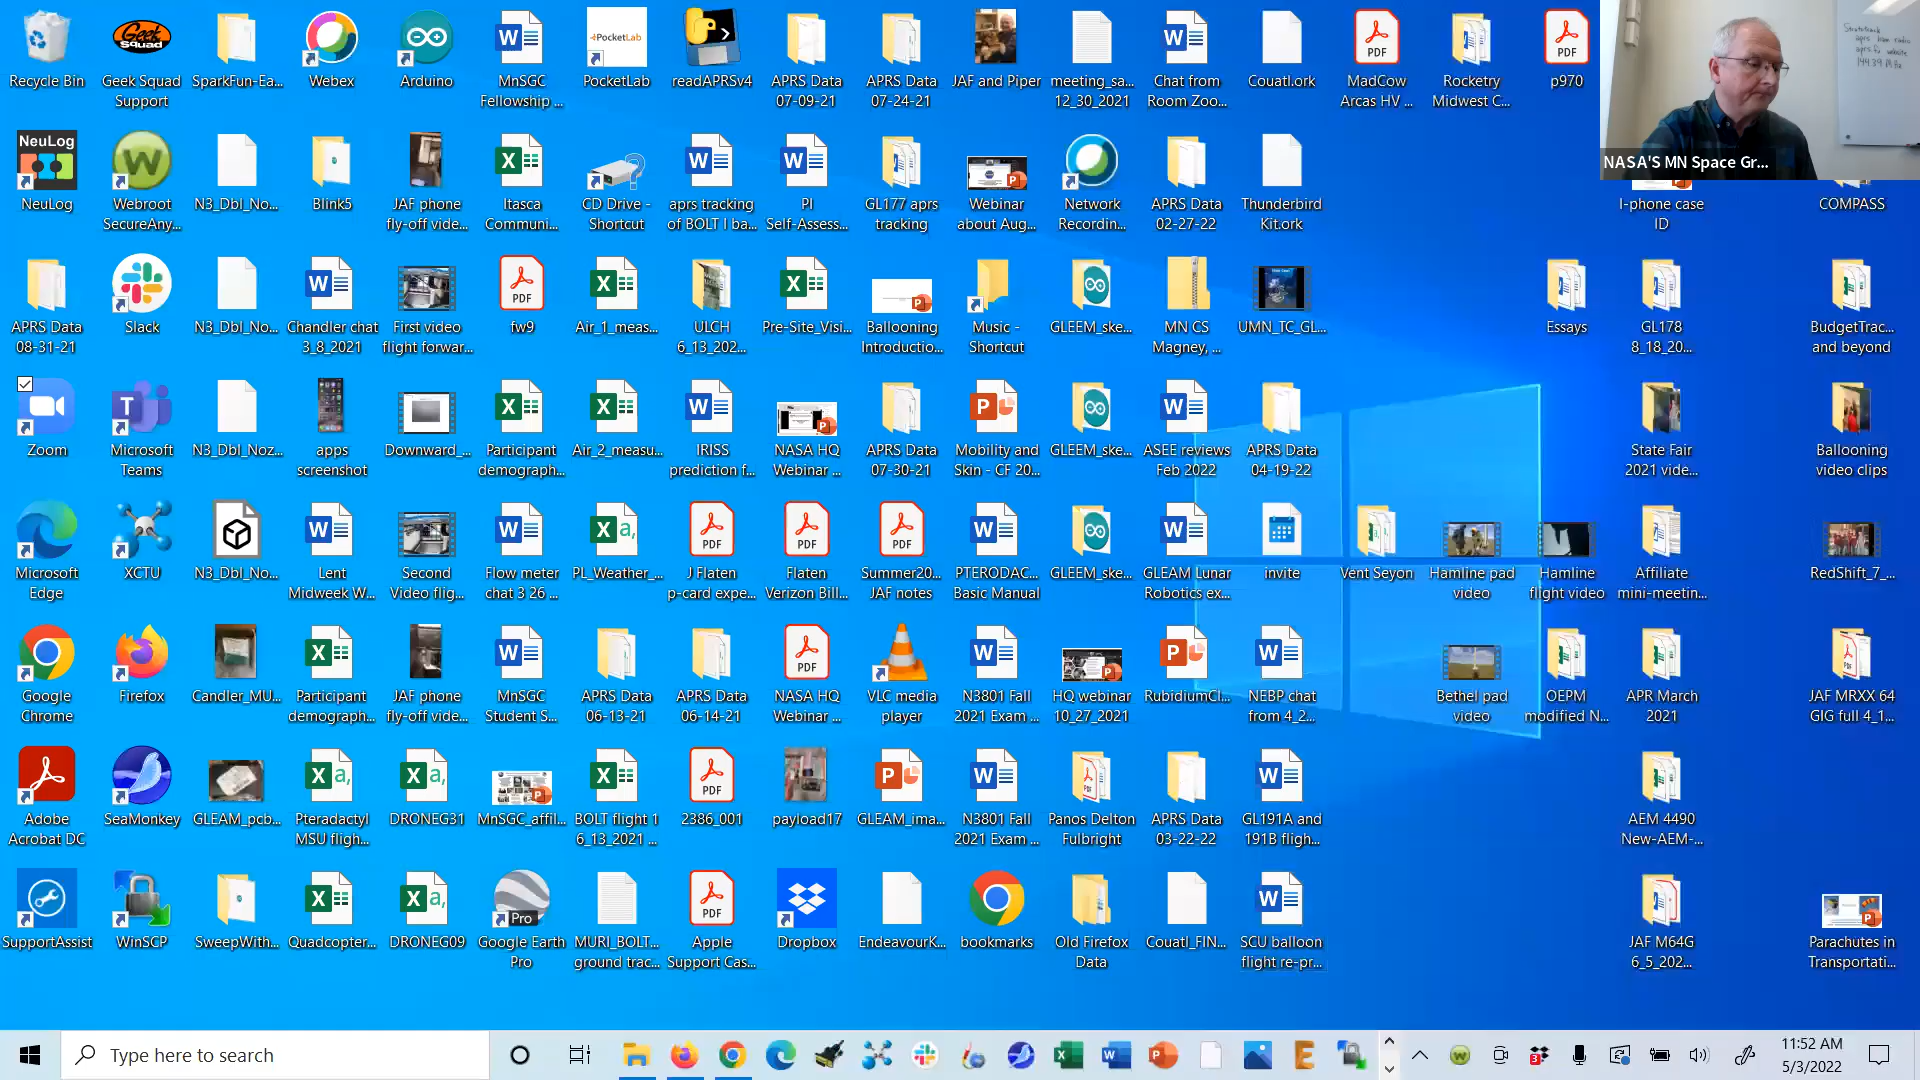 Recycle Bin
Geek Squad
Support
SparkFun-Ea...
Webex
Arduino
MnSGC
Fellowship ...
PocketLab
readAPRSv4
APRS Data
07-09-21
APRS Data
07-24-21
JAF and Piper
meeting_sa...
12_30_2021
Chat from
Room Zoo...
Couatl.ork
MadCow
Arcas HV ...
Rocketry
Midwest C...
p970
NASA'S MN Space Gr...
144.39 MHz
NeuLog
NeuLog
Webroot
SecureAny...
N3_Dbl_No...
Blink5
JAF phone
fly-off vide...
Itasca
Communi...
CD Drive -
Shortcut
aprs tracking
of BOLT I ba...
PI
Self-Assess...
GL177 aprs
tracking
Webinar
about Aug...
Network
Recordin...
APRS Data
02-27-22
Thunderbird
Kit.ork
I-phone case
ID
COMPASS
APRS Data
08-31-21
Slack
N3_Dbl_No...
Chandler chat
3_8_2021
First video
flight forwar...
fw9
Air_1_meas...
ULCH
6_13_202...
Pre-Site_Visi...
Ballooning
Introductio...
Music -
Shortcut
GLEEM_ske...
MN CS
Magney, ...
UMN_TC_GL...
Essays
GL178
8_18_20...
BudgetTrac...
and beyond
Zoom
Microsoft
Teams
N3_Dbl_Noz...
apps
screenshot
Downward_...
Participant
demograph...
Air_2_measu...
IRISS
prediction f...
NASA HQ
Webinar ...
APRS Data
07-30-21
Mobility and
Skin - CF 20...
GLEEM_ske...
ASEE reviews
Feb 2022
APRS Data
04-19-22
State Fair
2021 vide...
Ballooning
video clips
Microsoft
Edge
XCTU
N3_Dbl_No...
Lent
Midweek W...
Second
Video flig...
Flow meter
chat 3 26 ...
PL_Weather_...
J Flaten
p-card expe...
Flaten
Verizon Bill...
Summer20...
JAF notes
PTERODAC...
Basic Manual
GLEEM_ske...
GLEAM Lunar
Robotics ex...
invite
Vent Seyon
Hamline pad
video
Hamline
flight video
Affiliate
mini-meetin...
RedShift_7_...
Google
Chrome
Firefox
Candler_MU...
Participant
demograph...
JAF phone
fly-off vide...
MnSGC
Student S...
APRS Data
06-13-21
APRS Data
06-14-21
NASA HQ
Webinar ...
VLC media
player
N3801 Fall
2021 Exam ...
HQ webinar
10_27_2021
RubidiumCl...
NEBP chat
from 4_2...
Bethel pad
video
OEPM
modified N...
APR March
2021
JAF MRXX 64
GIG full 4_1...
Adobe
Acrobat DC
SeaMonkey
GLEAM_pcb...
Pteradactyl
MSU fligh...
DRONEG31
MnSGC_affil...
BOLT flight 1
6_13_2021 ...
2386_001
payload17
GLEAM_ima...
N3801 Fall
2021 Exam ...
Panos Delton
Fulbright
APRS Data
03-22-22
GL191A and
191B fligh...
AEM 4490
New-AEM-...
SupportAssist
WinSCP
SweepWith...
Quadcopter...
DRONEG09
Google Earth
Pro
MURI_BOLT...
ground trac...
Apple
Support Cas...
Dropbox
EndeavourK...
bookmarks
Old Firefox
Data
Couatl_FIN...
SCU balloon
flight re-pr...
JAF M64G
6_5_202...
Parachutes in
Transportati...
Type here to search
11:52 AM
5/3/2022